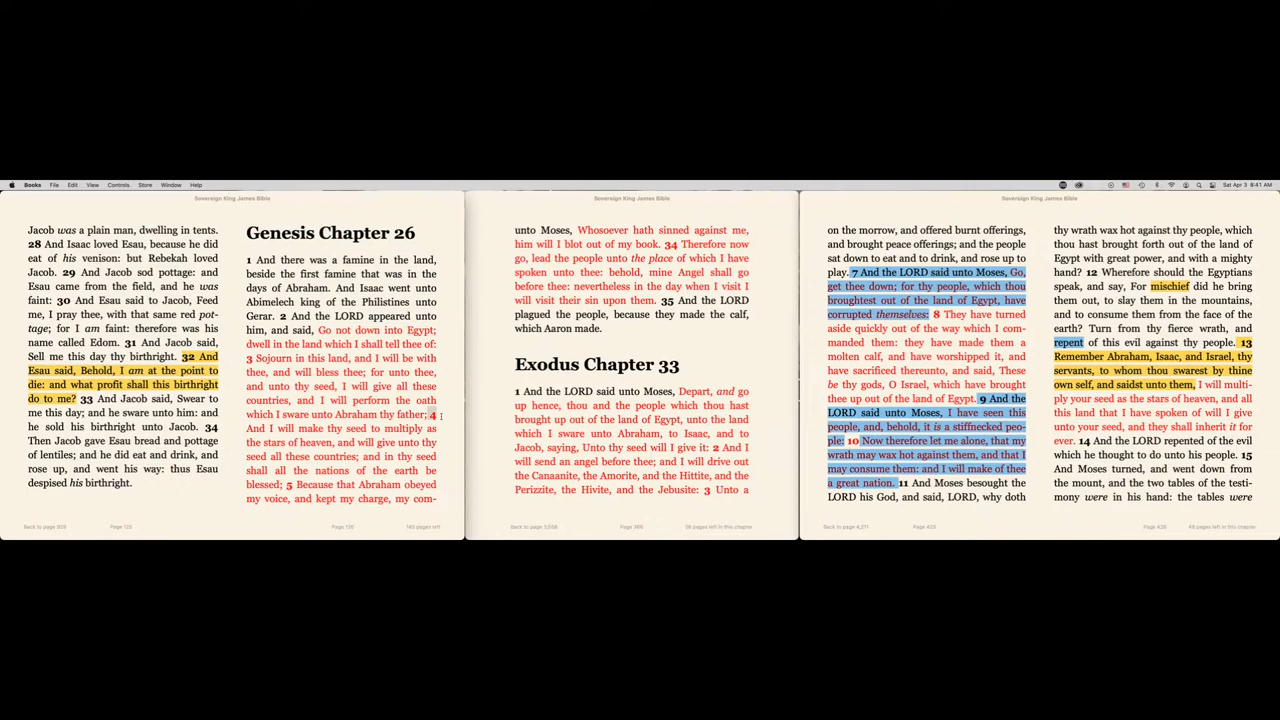 Books File Edit View Controls Store Window Help
Sat Apr 3 8:41 AM
Sovereign King James Bible
Jacob was a plain man, dwelling in tents.
28 And Isaac loved Esau, because he did
eat of his venison: but Rebekah loved
Jacob. 29 And Jacob sod pottage: and
Esau came from the field, and he was
faint: 30 And Esau said to Jacob, Feed
me, I pray thee, with that same red pot-
tage; for I am faint: therefore was his
name called Edom. 31 And Jacob said,
Sell me this day thy birthright. 32 And
Esau said, Behold, I am at the point to
die: and what profit shall this birthright
do to me? 33 And Jacob said, Swear to
me this day; and he sware unto him: and
he sold his birthright unto Jacob. 34
Then Jacob gave Esau bread and pottage
of lentiles; and he did eat and drink, and
rose up, and went his way: thus Esau
despised his birthright.
Genesis Chapter 26
1 And there was a famine in the land,
beside the first famine that was in the
days of Abraham. And Isaac went unto
Abimelech king of the Philistines unto
Gerar. 2 And the LORD appeared unto
him, and said, Go not down into Egypt;
dwell in the land which I shall tell thee of:
3 Sojourn in this land, and I will be with
thee, and will bless thee; for unto thee,
and unto thy seed, I will give all these
countries, and I will perform the oath
which I sware unto Abraham thy father; 4
And I will make thy seed to multiply as
the stars of heaven, and will give unto thy
seed all these countries; and in thy seed
shall all the nations of the earth be
blessed; 5 Because that Abraham obeyed
my voice, and kept my charge, my com-
Page 125
Page 126
Sovereign King James Bible
unto Moses, Whosoever hath sinned against me,
him will I blot out of my book. 34 Therefore now
go, lead the people unto the place of which I have
spoken unto thee: behold, mine Angel shall go
before thee: nevertheless in the day when I visit I
will visit their sin upon them. 35 And the LORD
plagued the people, because they made the calf,
which Aaron made.
Exodus Chapter 33
1 And the LORD said unto Moses, Depart, and go
up hence, thou and the people which thou hast
brought up out of the land of Egypt, unto the land
which I sware unto Abraham, to Isaac, and to
Jacob, saying, Unto thy seed will I give it: 2 And I
will send an angel before thee; and I will drive out
the Canaanite, the Amorite, and the Hittite, and the
Perizzite, the Hivite, and the Jebusite: 3 Unto a
Sovereign King James Bible
on the morrow, and offered burnt offerings,
and brought peace offerings; and the people
sat down to eat and to drink, and rose up to
play. 7 And the LORD said unto Moses, Go,
get thee down; for thy people, which thou
broughtest out of the land of Egypt, have
corrupted themselves: 8 They have turned
aside quickly out of the way which I com-
manded them: they have made them a
molten calf, and have worshipped it, and
have sacrificed thereunto, and said, These
be thy gods, O Israel, which have brought
thee up out of the land of Egypt. 9 And the
LORD said unto Moses, I have seen this
people, and, behold, it is a stiffnecked peo-
ple: 10 Now therefore let me alone, that my
wrath may wax hot against them, and that I
may consume them: and I will make of thee
a great nation. 11 And Moses besought the
LORD his God, and said, LORD, why doth
thy wrath wax hot against thy people, which
thou hast brought forth out of the land of
Egypt with great power, and with a mighty
hand? 12 Wherefore should the Egyptians
speak, and say, For mischief did he bring
them out, to slay them in the mountains,
and to consume them from the face of the
earth? Turn from thy fierce wrath, and
repent of this evil against thy people. 13
Remember Abraham, Isaac, and Israel, thy
servants, to whom thou swarest by thine
own self, and saidst unto them, I will multi-
ply your seed as the stars of heaven, and all
this land that I have spoken of will I give
unto your seed, and they shall inherit it for
ever. 14 And the LORD repented of the evil
which he thought to do unto his people. 15
And Moses turned, and went down from
the mount, and the two tables of the testi-
mony were in his hand: the tables were
Page 425
Page 426